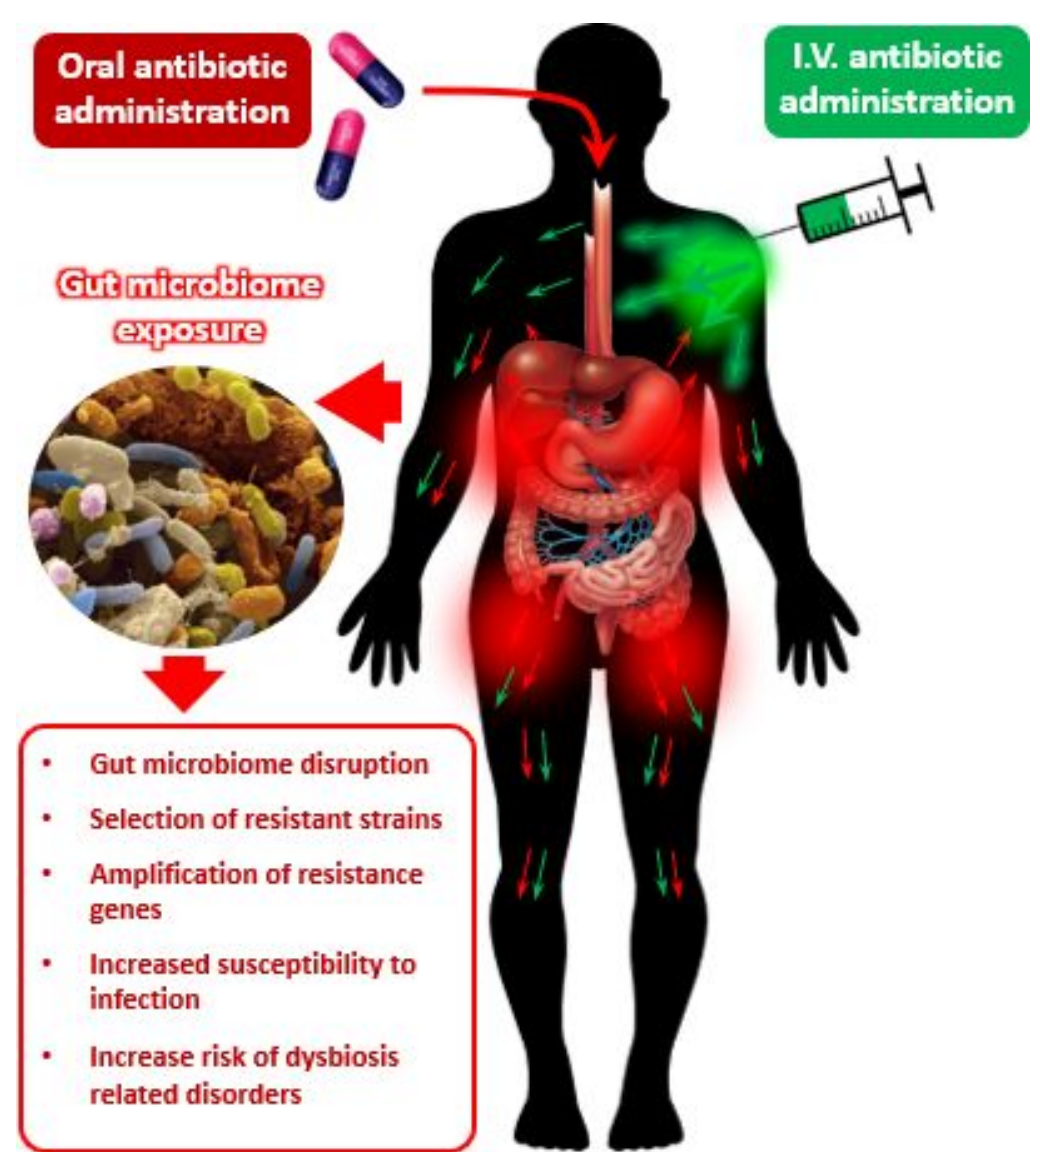 Oral antibiotic
administration
I.V. antibiotic
administration
Gut microbiome
exposure
• Gut microbiome disruption
• Selection of resistant strains
• Amplification of resistance
genes
• Increased susceptibility to
infection
• Increase risk of dysbiosis
related disorders